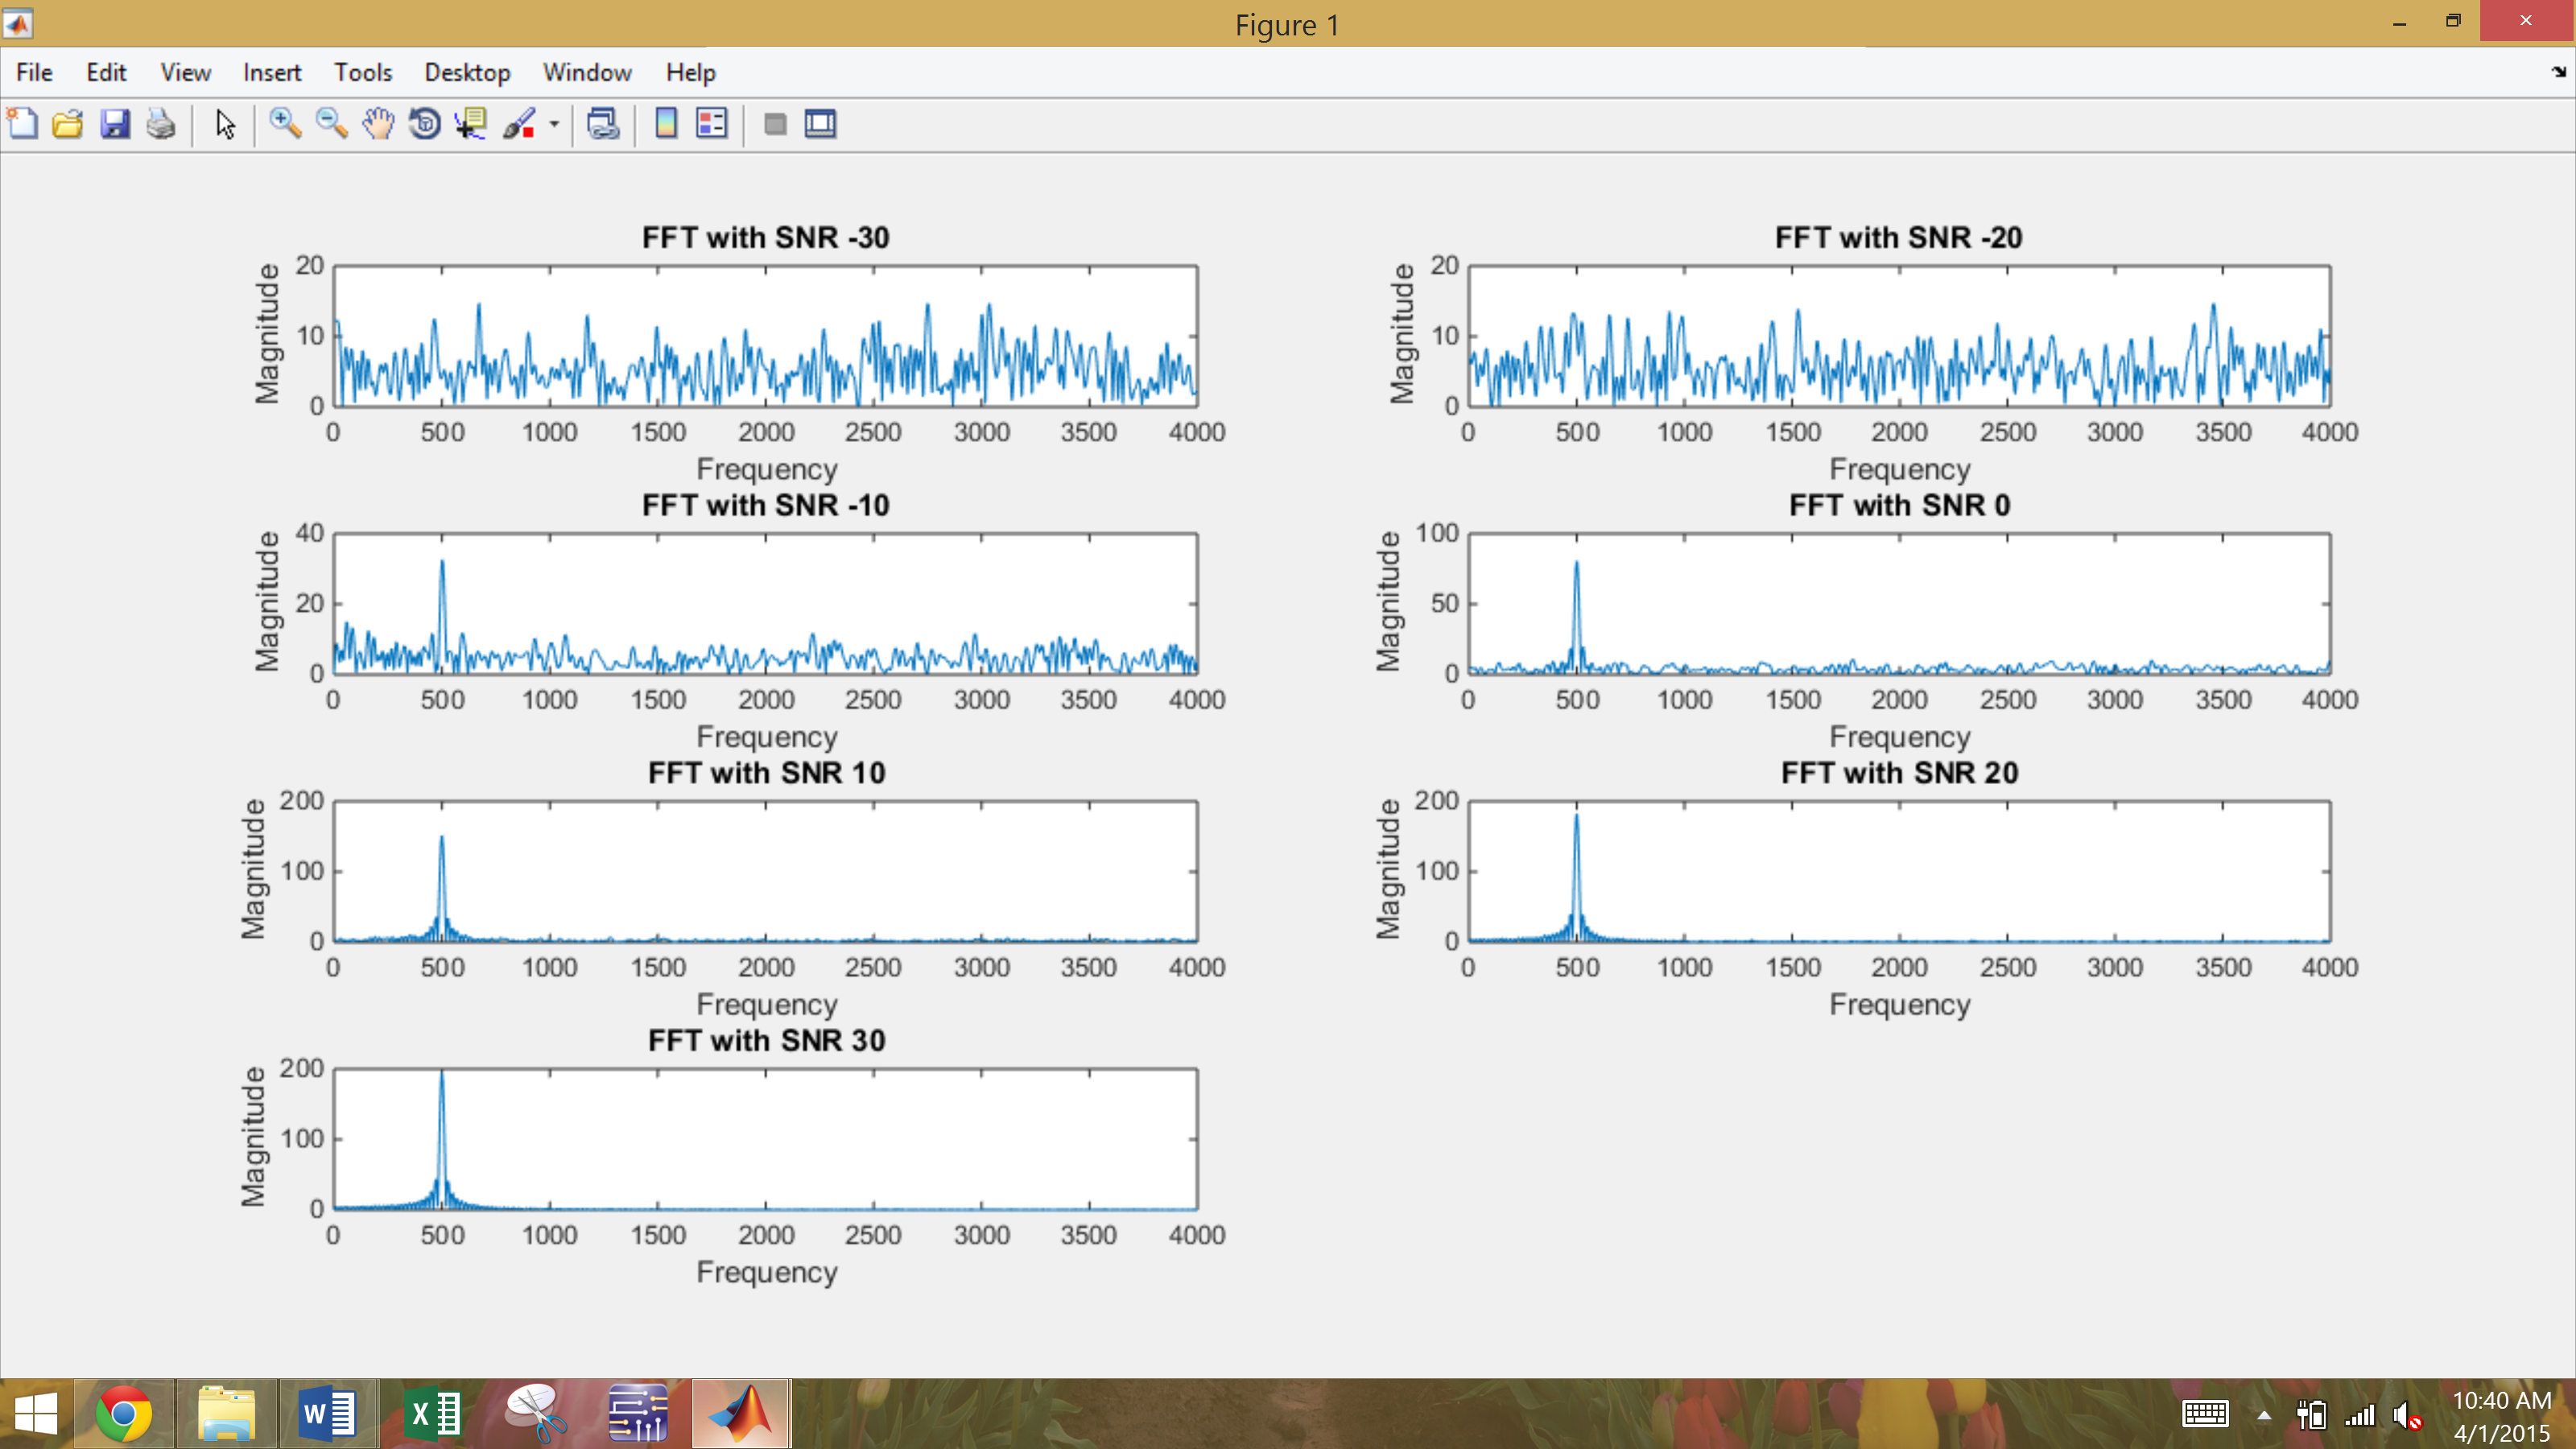 Figure 1
File Edit View Insert Tools Desktop Window Help
FFT with SNR -30
Magnitude
20
10
0
0 500 1000 1500 2000 2500 3000 3500 4000
Frequency
FFT with SNR -20
Magnitude
20
10
0
0 500 1000 1500 2000 2500 3000 3500 4000
Frequency
FFT with SNR -10
Magnitude
40
20
0
0 500 1000 1500 2000 2500 3000 3500 4000
Frequency
FFT with SNR 0
Magnitude
100
50
0
0 500 1000 1500 2000 2500 3000 3500 4000
Frequency
FFT with SNR 10
Magnitude
200
100
0
0 500 1000 1500 2000 2500 3000 3500 4000
Frequency
FFT with SNR 20
Magnitude
200
100
0
0 500 1000 1500 2000 2500 3000 3500 4000
Frequency
FFT with SNR 30
Magnitude
200
100
0
0 500 1000 1500 2000 2500 3000 3500 4000
Frequency
W
X
10:40 AM
4/1/2015